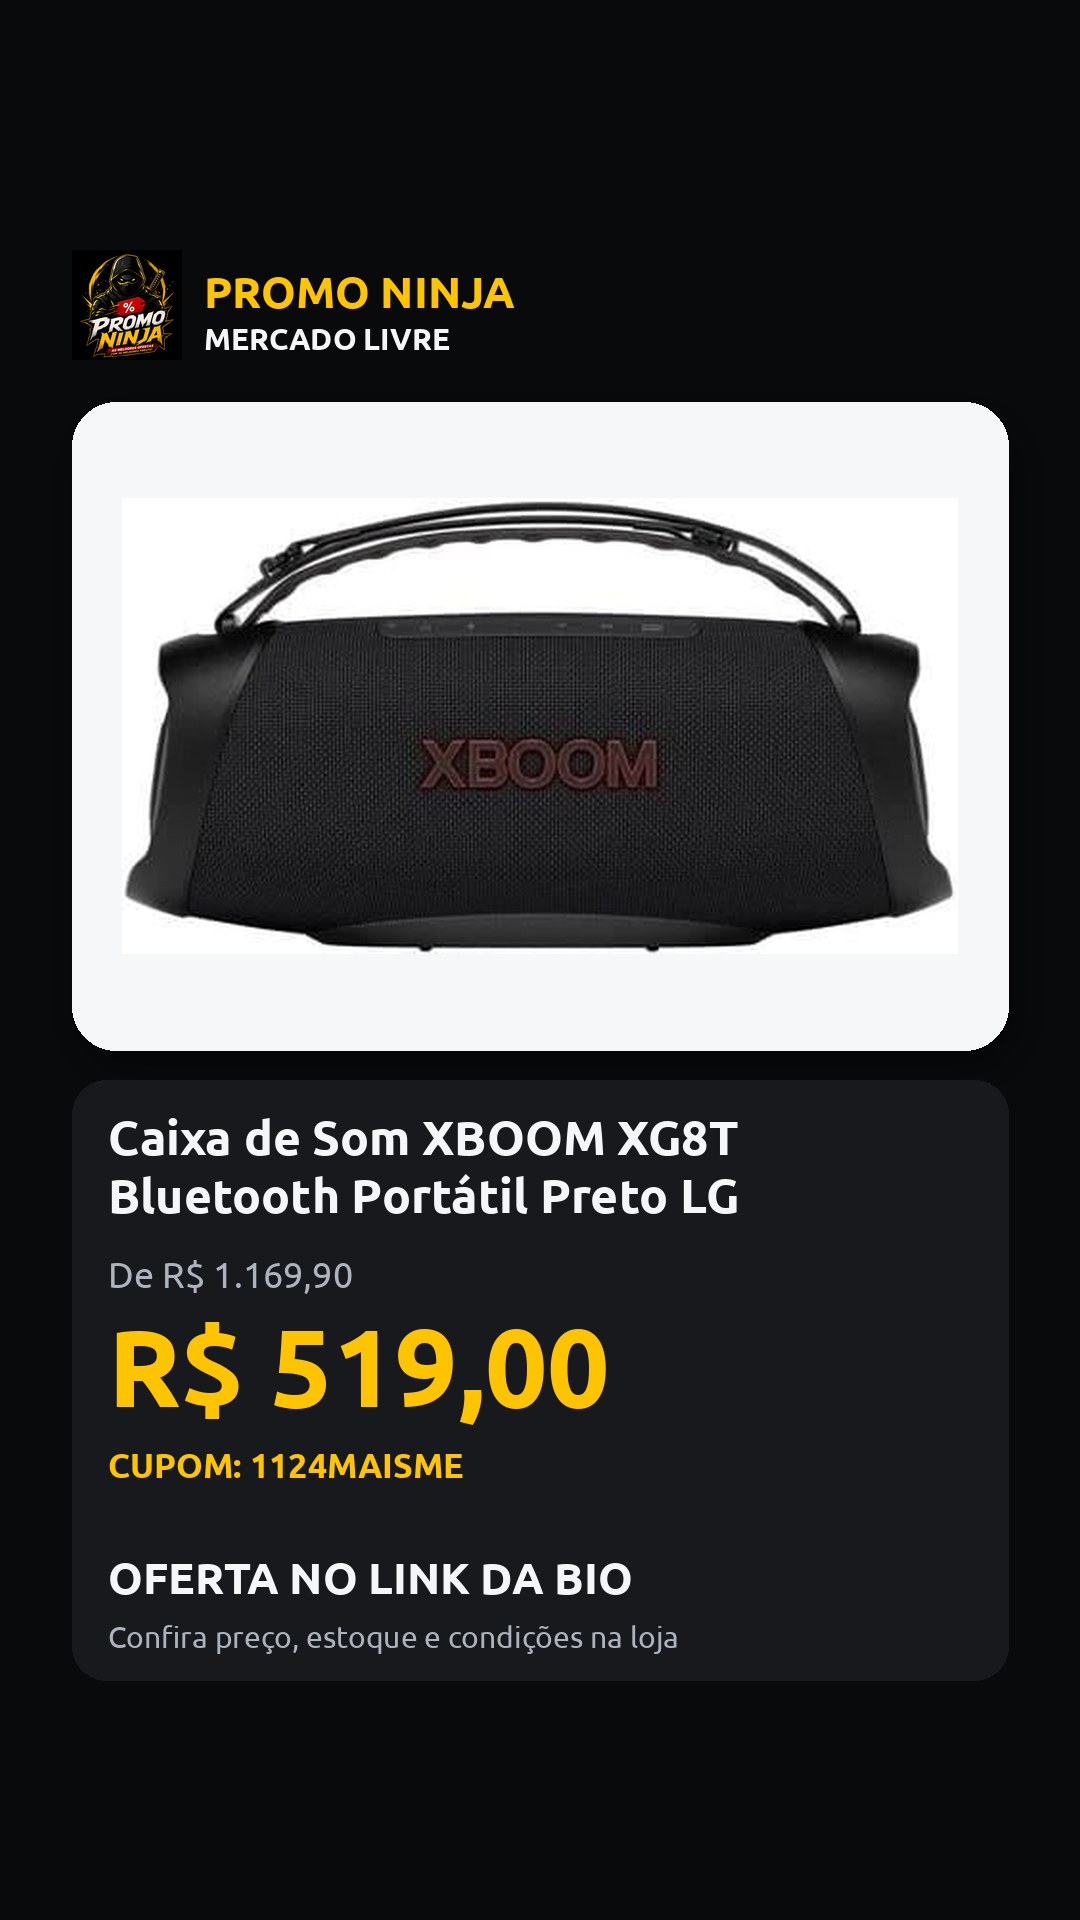 %
PROMO
NINJA
PROMO NINJA
MERCADO LIVRE
XBOOM
Caixa de Som XBOOM XG8T
Bluetooth Portátil Preto LG
De R$ 1.169,90
R$ 519,00
CUPOM: 1124MAISME
OFERTA NO LINK DA BIO
Confira preço, estoque e condições na loja